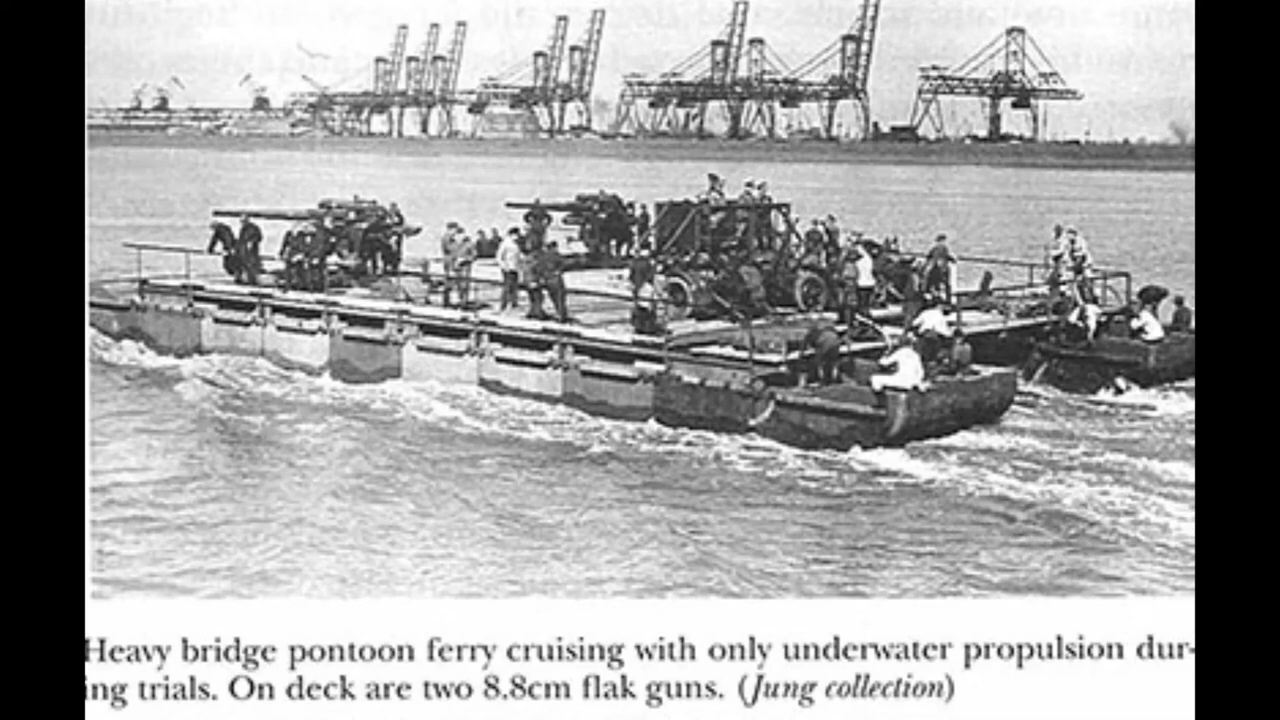 Heavy bridge pontoon ferry cruising with only underwater propulsion dur-
ing trials. On deck are two 8.8cm flak guns. (Jung collection)